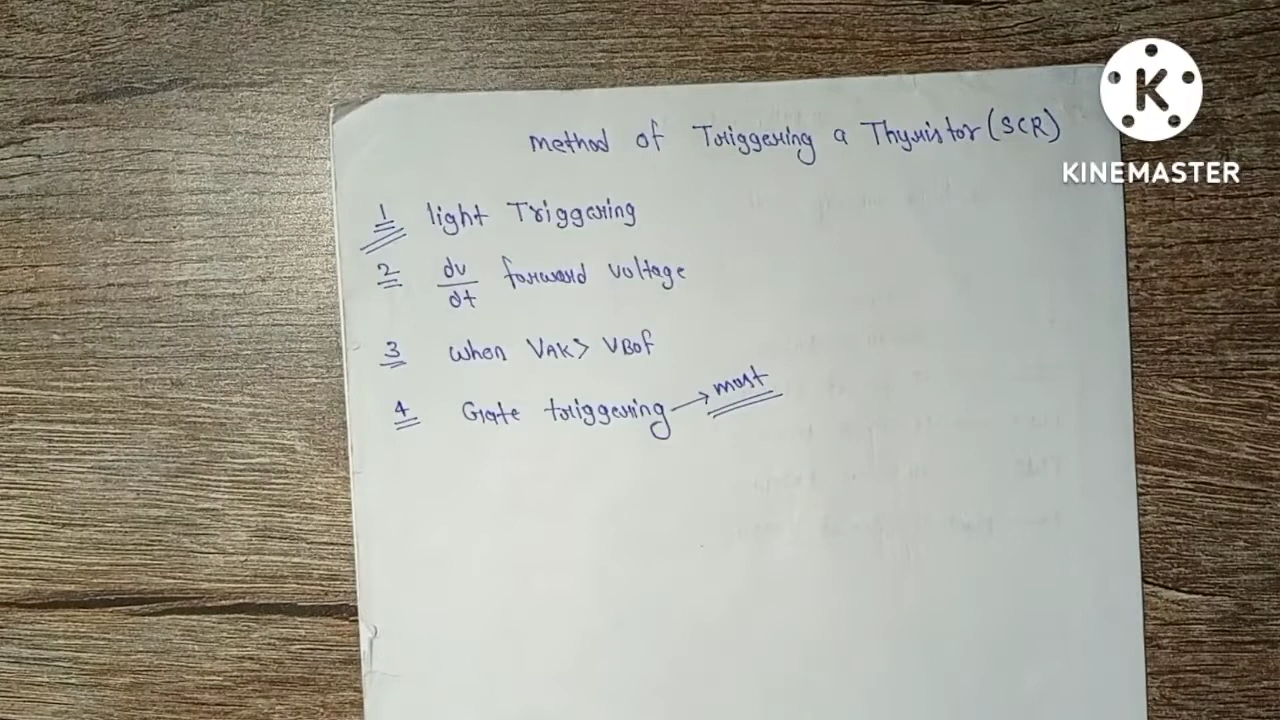 Method of Triggering a Thyristor (SCR)
1 light Triggering
2 dv/dt forward voltage
3 when VAK > VBOf
4 Gate triggering → most
K
KINEMASTER